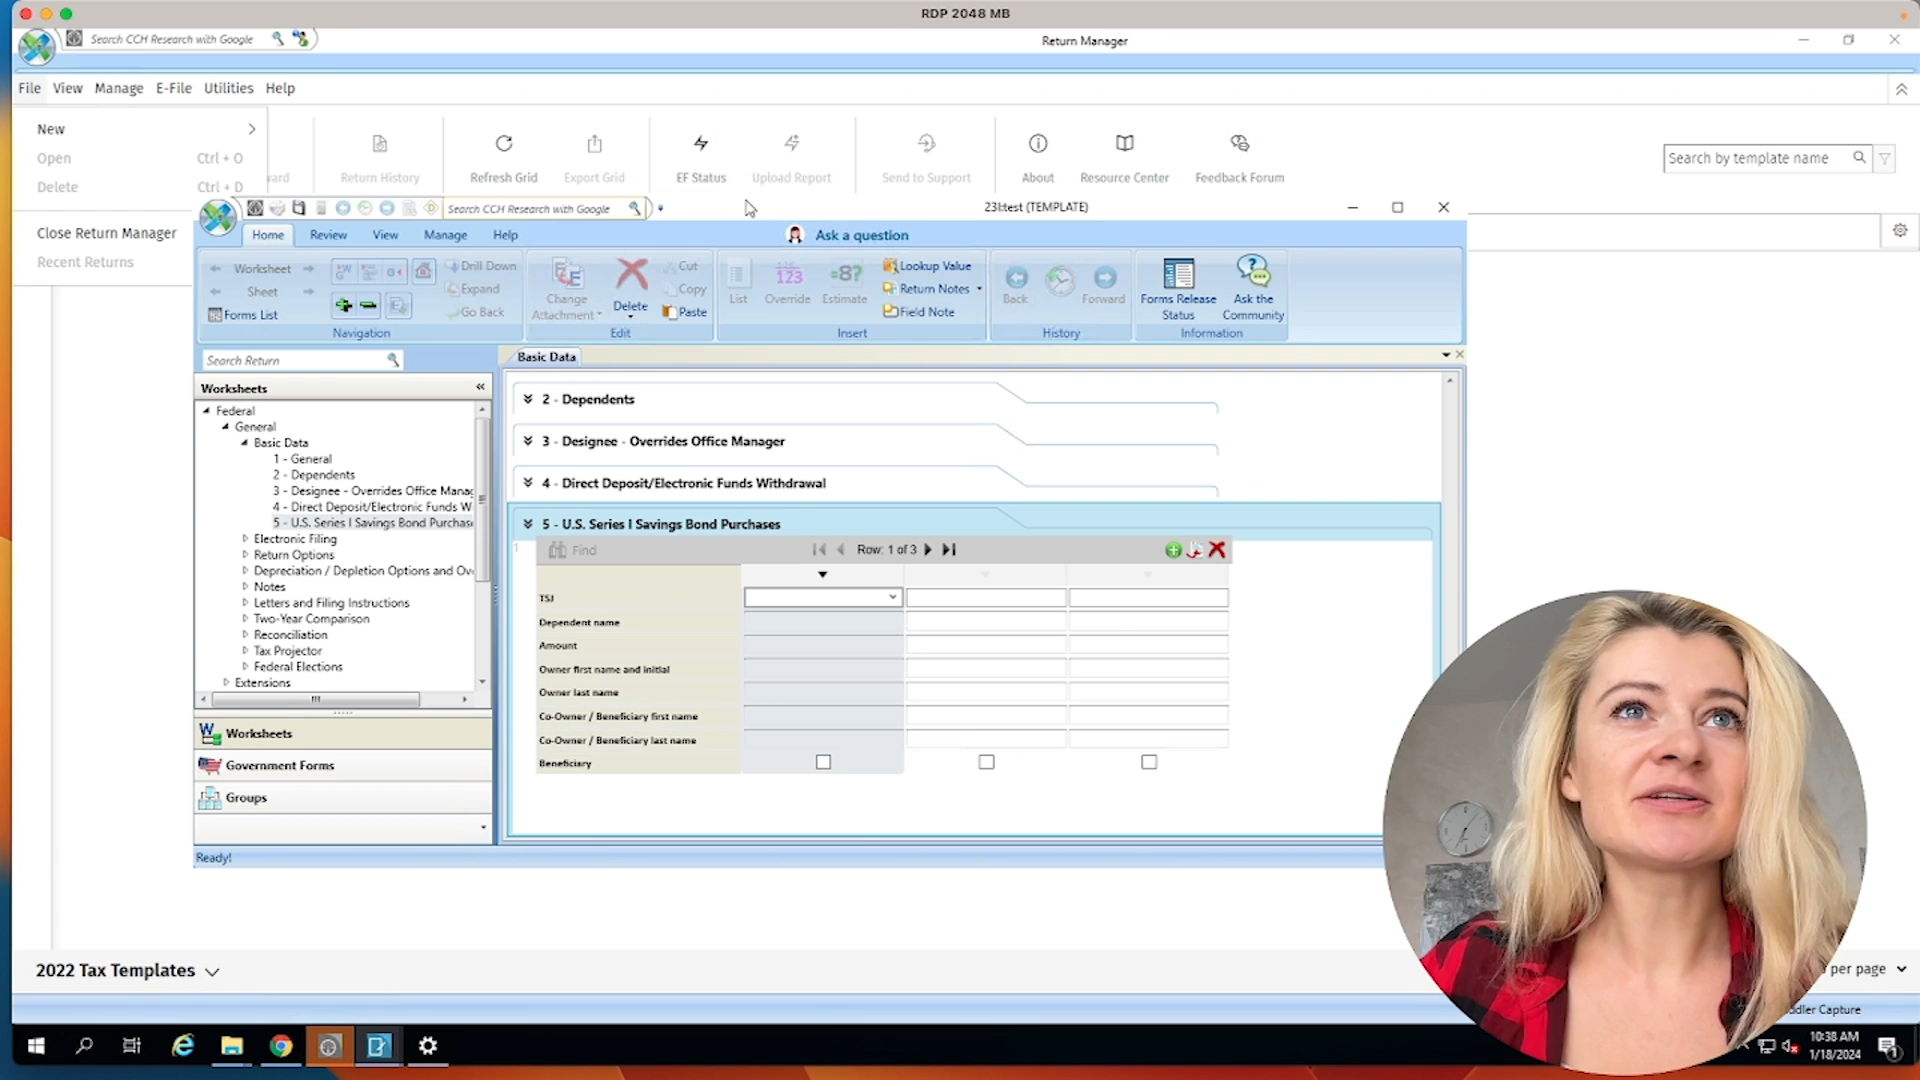 RDP 2048 MB
Search CCH Research with Google
Return Manager
File View Manage E-File Utilities Help
New
Open Ctrl + O
Delete Ctrl + D
Close Return Manager
Recent Returns
Return History
Refresh Grid
Export Grid
EF Status
Upload Report
Send to Support
About
Resource Center
Feedback Forum
Search by template name
Search CCH Research with Google
23I:test (TEMPLATE)
Home Review View Manage Help
Ask a question
Worksheet
Sheet
Forms List
Navigation
Drill Down
Expand
Go Back
Change
Attachment
Delete
Cut
Copy
Paste
Edit
List
123
Override
=8?
Estimate
Lookup Value
Return Notes
Field Note
Insert
Back
Forward
History
Forms Release
Status
Ask the
Community
Information
Search Return
Worksheets
Federal
General
Basic Data
1 - General
2 - Dependents
3 - Designee - Overrides Office Manag
4 - Direct Deposit/Electronic Funds W
5 - U.S. Series I Savings Bond Purchas
Electronic Filing
Return Options
Depreciation / Depletion Options and Ov
Notes
Letters and Filing Instructions
Two-Year Comparison
Reconciliation
Tax Projector
Federal Elections
Extensions
Worksheets
Government Forms
Groups
Ready!
Basic Data
2 - Dependents
3 - Designee - Overrides Office Manager
4 - Direct Deposit/Electronic Funds Withdrawal
5 - U.S. Series I Savings Bond Purchases
1
Find
Row: 1 of 3
TSJ
Dependent name
Amount
Owner first name and initial
Owner last name
Co-Owner / Beneficiary first name
Co-Owner / Beneficiary last name
Beneficiary
2022 Tax Templates
per page
Capture
10:38 AM
1/18/2024
1